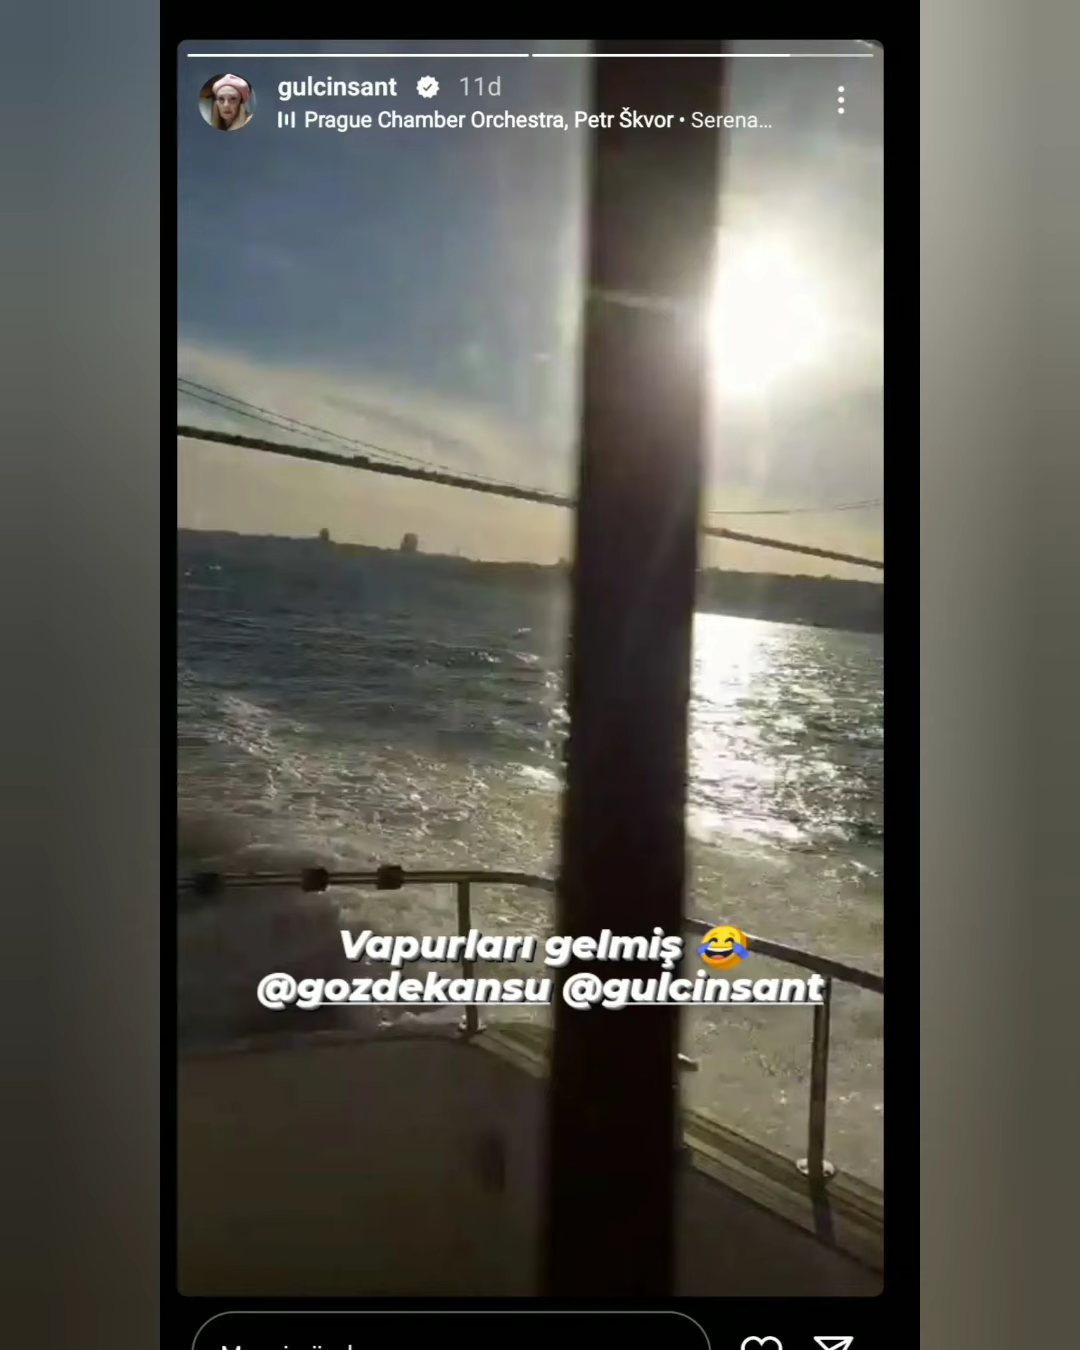 gulcinsant 11d
Prague Chamber Orchestra, Petr Škvor • Serena...
Vapurları gelmiş 😂
@gozdekansu @gulcinsant